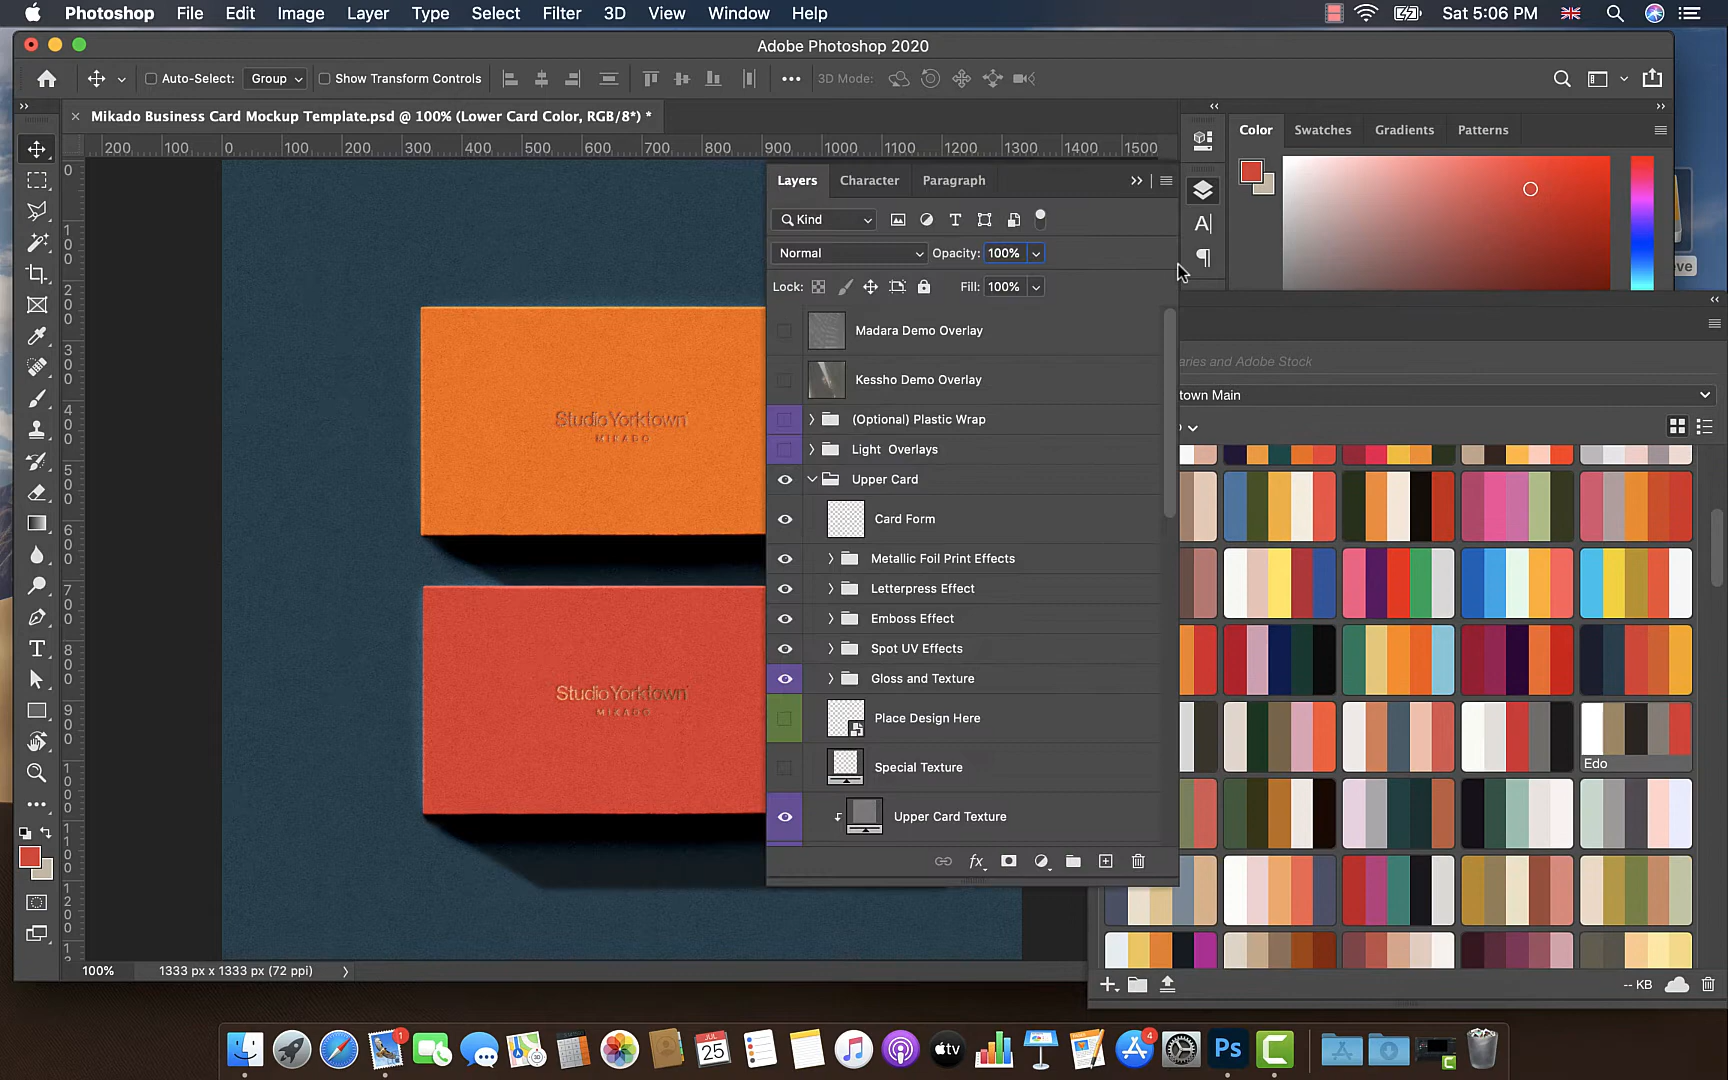 Photoshop File Edit Image Layer Type Select Filter 3D View Window Help Sat 5:06 PM
Adobe Photoshop 2020
Auto-Select: Group Show Transform Controls 3D Mode:
Mikado Business Card Mockup Template.psd @ 100% (Lower Card Color, RGB/8*) *
Color Swatches Gradients Patterns
200 100 0 100 200 300 400 500 600 700 800 900 1000 1100 1200 1300 1400 1500
Layers Character Paragraph
Kind
Normal Opacity: 100%
Lock: Fill: 100%
Madara Demo Overlay
Kessho Demo Overlay
(Optional) Plastic Wrap
Light Overlays
Upper Card
Card Form
Metallic Foil Print Effects
Letterpress Effect
Emboss Effect
Spot UV Effects
Gloss and Texture
Place Design Here
Special Texture
Upper Card Texture
Studio Yorktown
MIKADO
Studio Yorktown
MIKADO
eve
aries and Adobe Stock
town Main
Edo
-- KB
100% 1333 px x 1333 px (72 ppi)
1
JUL
25
tv
4
Ps